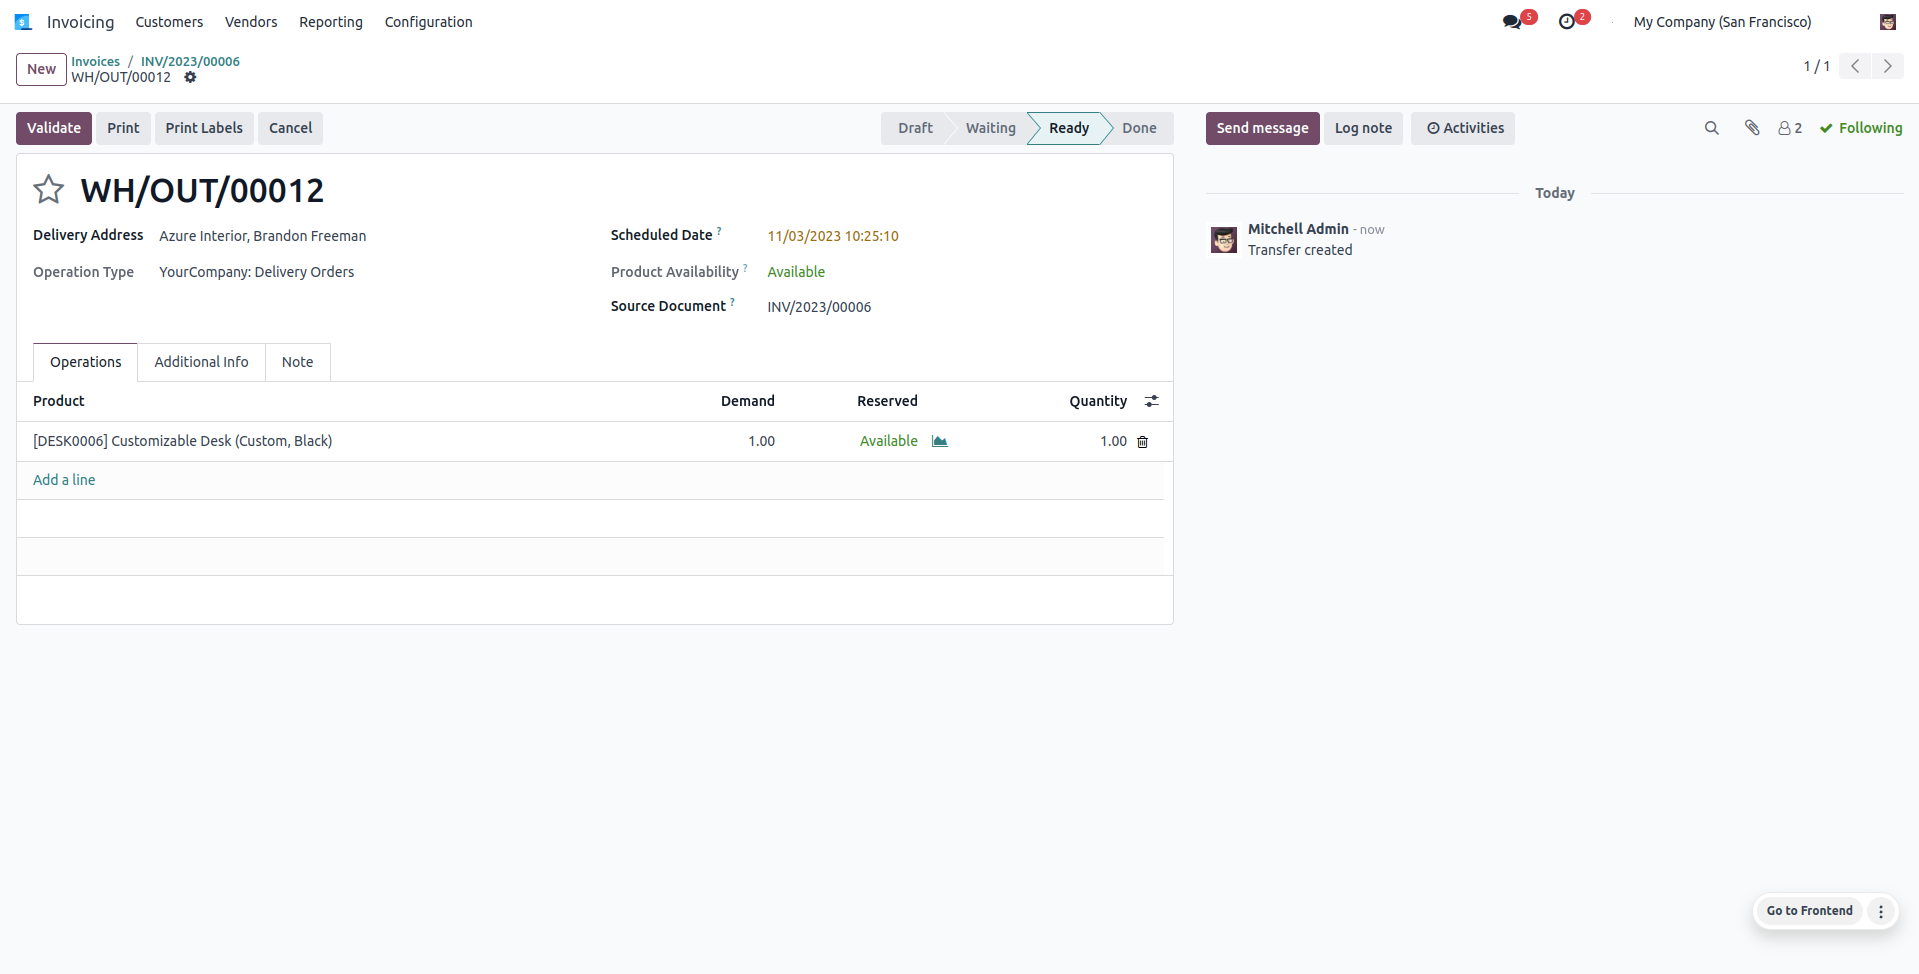 Invoicing Customers Vendors Reporting Configuration 5 2 My Company (San Francisco)
New Invoices / INV/2023/00006
WH/OUT/00012 1 / 1
Validate Print Print Labels Cancel Draft Waiting Ready Done Send message Log note Activities 2 Following
WH/OUT/00012
Today
Delivery Address Azure Interior, Brandon Freeman Scheduled Date ? 11/03/2023 10:25:10
Mitchell Admin - now
Transfer created
Operation Type YourCompany: Delivery Orders Product Availability ? Available
Source Document ? INV/2023/00006
Operations Additional Info Note
Product Demand Reserved Quantity
[DESK0006] Customizable Desk (Custom, Black) 1.00 Available 1.00
Add a line
Go to Frontend